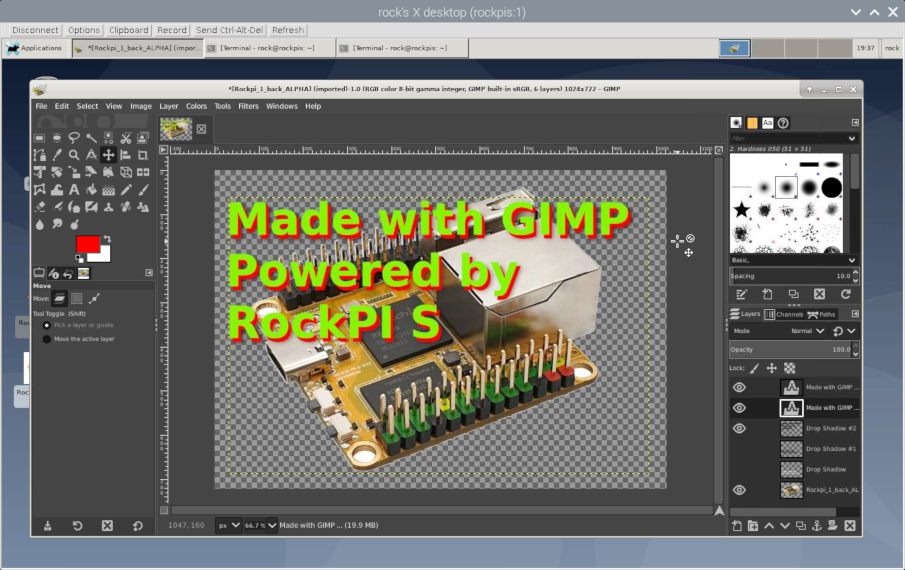 rock's X desktop (rockpis:1)
Disconnect Options Clipboard Record Send Ctrl-Alt-Del Refresh
Applications *[Rockpi_1_back_ALPHA] (impor... [Terminal - rock@rockpis: ~] [Terminal - rock@rockpis: ~] 19:37 rock
*[Rockpi_1_back_ALPHA] (imported)-1.0 (RGB color 8-bit gamma integer, GIMP built-in sRGB, 6 layers) 1024x722 – GIMP
File Edit Select View Image Layer Colors Tools Filters Windows Help
Filter
2. Hardness 050 (51 × 51)
Made with GIMP
Powered by
RockPI S
Basic,
Spacing 10.0
Move
Move:
Tool Toggle (Shift)
Pick a layer or guide
Move the active layer
Layers Channels Paths
Mode Normal
Opacity 100.0
Lock:
Made with GIMP ...
Made with GIMP ...
Drop Shadow #2
Drop Shadow #1
Drop Shadow
Rockpi_1_back_AL
1047, 160 px 66.7 % Made with GIMP ... (19.9 MB)